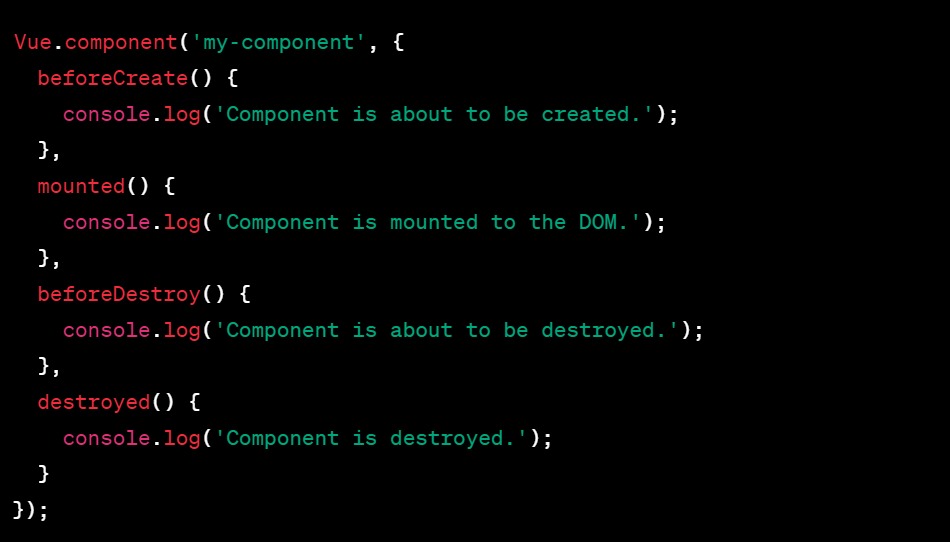 Vue.component('my-component', {
  beforeCreate() {
    console.log('Component is about to be created.');
  },
  mounted() {
    console.log('Component is mounted to the DOM.');
  },
  beforeDestroy() {
    console.log('Component is about to be destroyed.');
  },
  destroyed() {
    console.log('Component is destroyed.');
  }
});